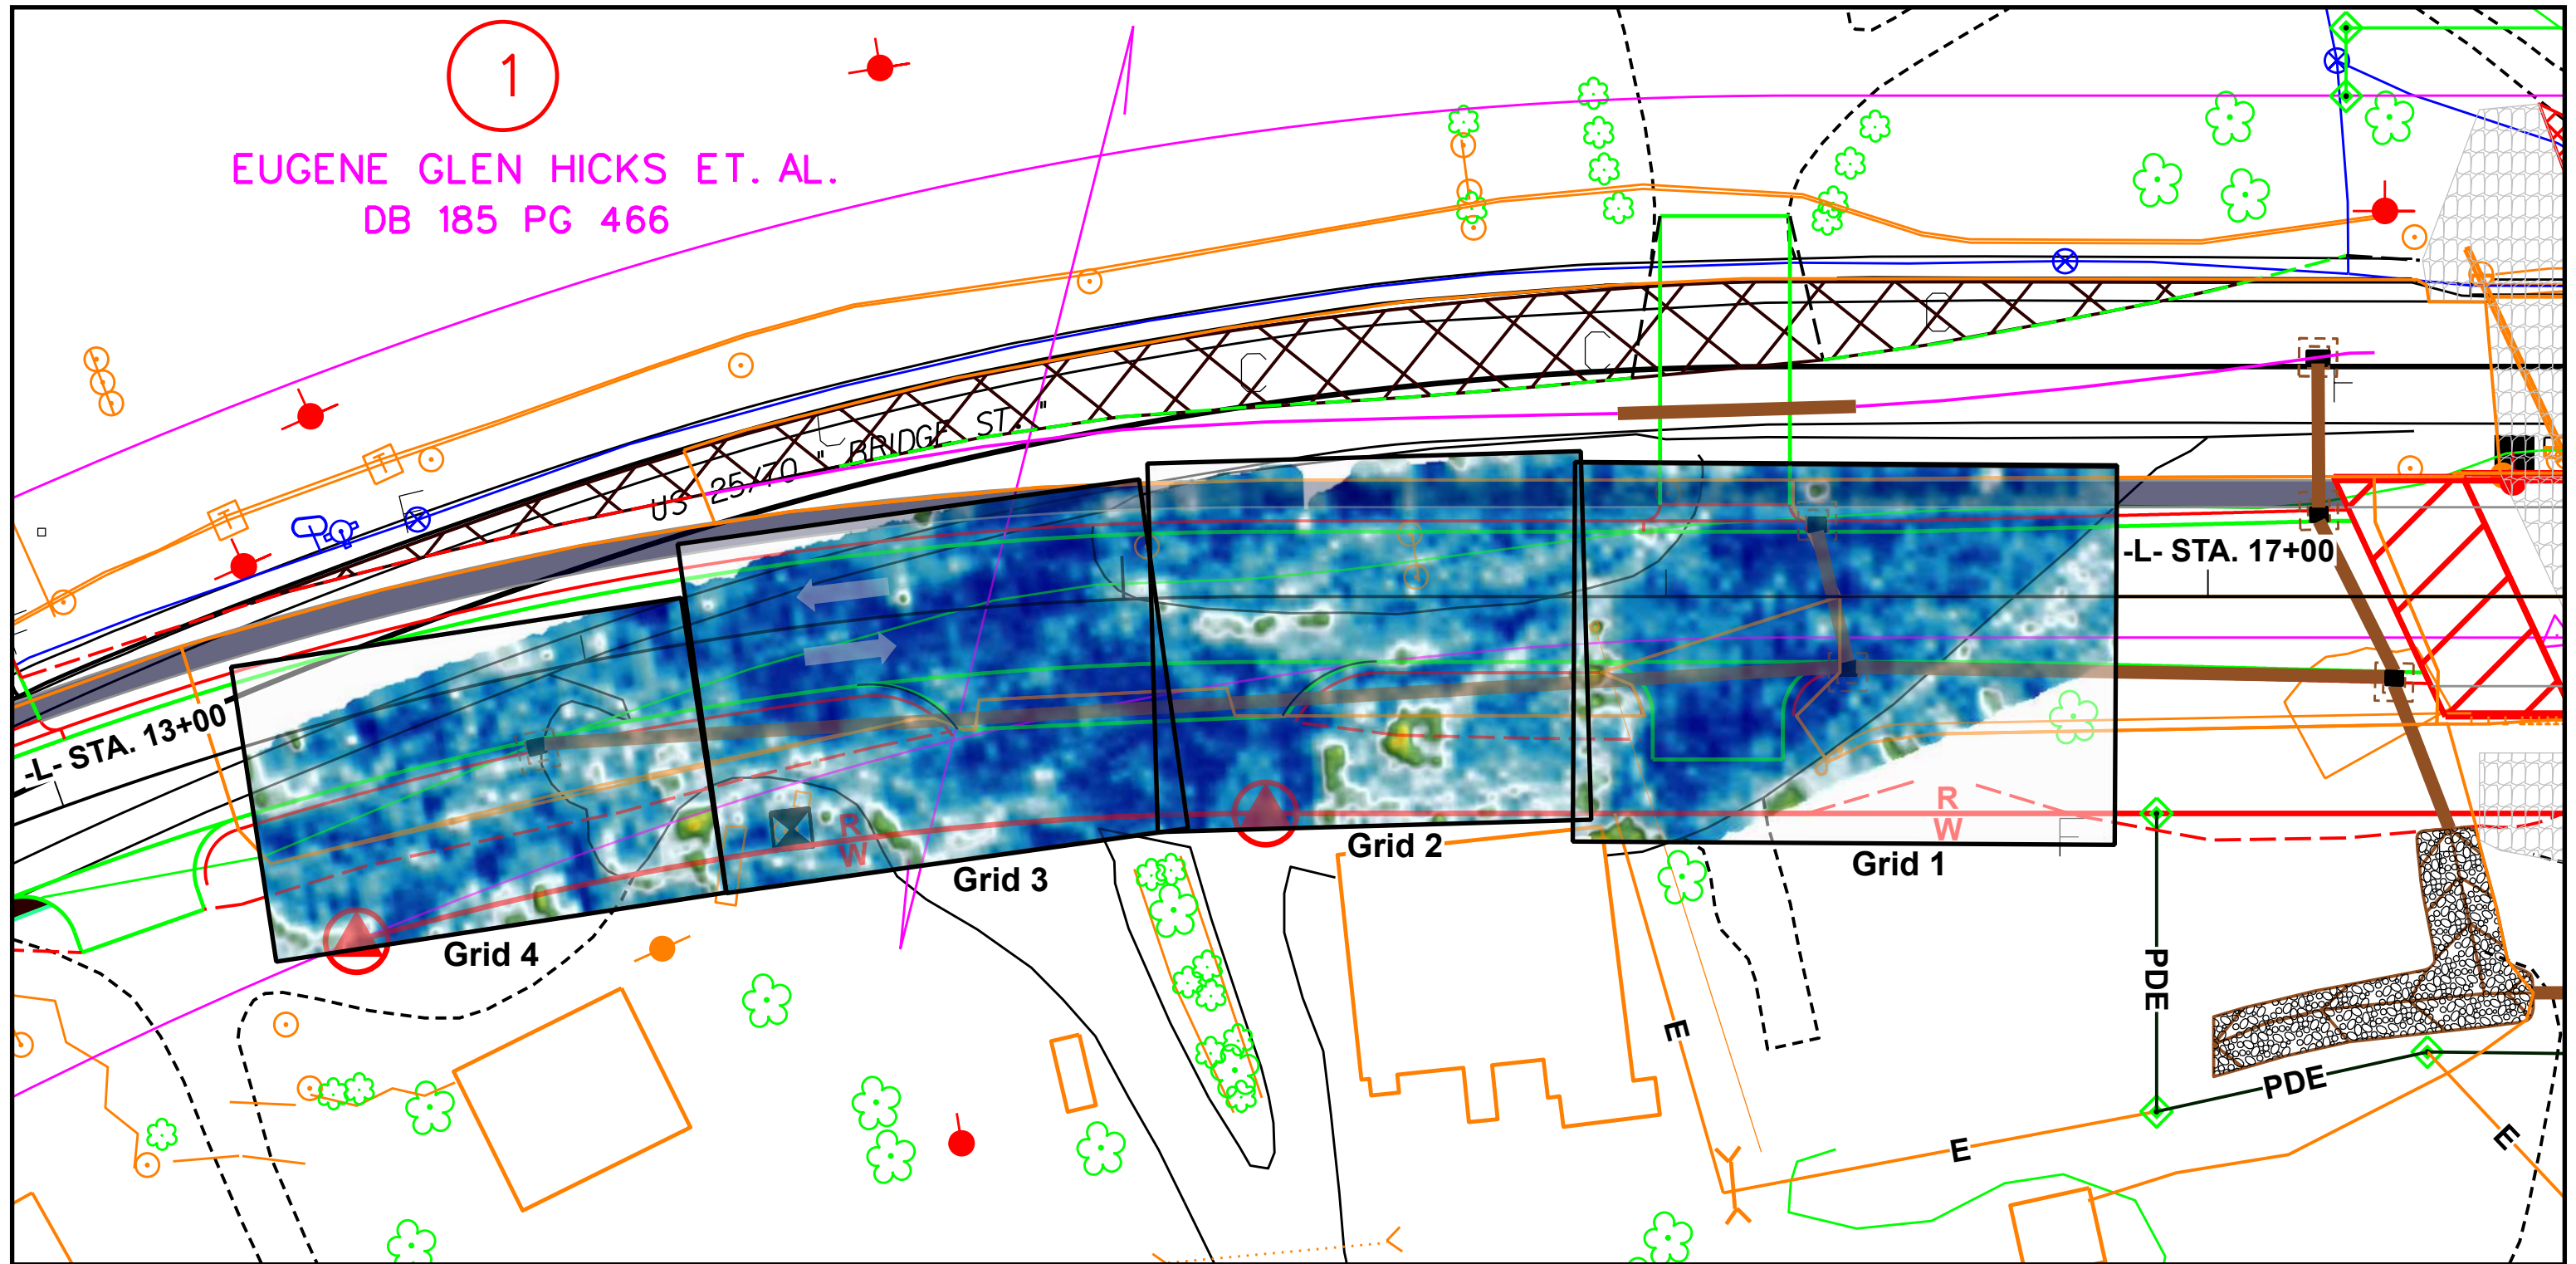 1
EUGENE GLEN HICKS ET. AL.
DB 185 PG 466
US 25/70 " BRIDGE ST. "
C
C
C
C
E
T
T
F
-L- STA. 17+00
-L- STA. 13+00
R
W
R
W
F
Grid 1
Grid 2
Grid 3
Grid 4
PDE
PDE
E
E
E